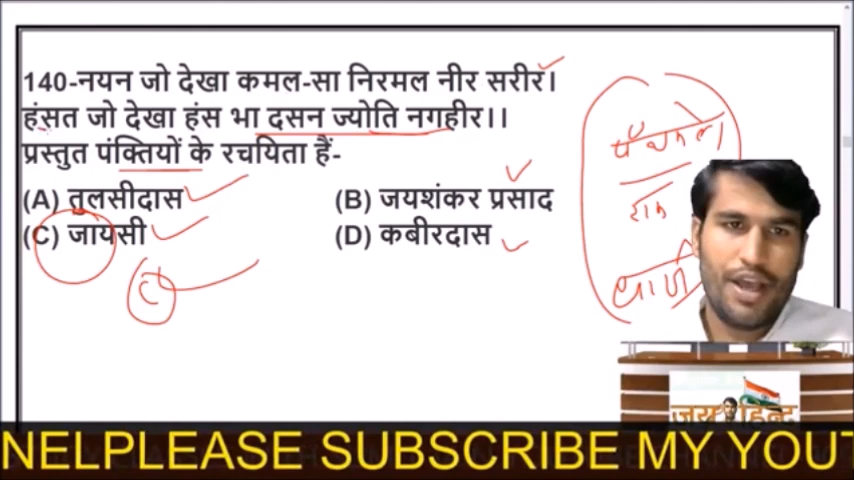 140-नयन जो देखा कमल-सा निरमल नीर सरीर।
हंसत जो देखा हंस भा दसन ज्योति नगहीर।।
प्रस्तुत पंक्तियों के रचयिता हैं-
(A) तुलसीदास (B) जयशंकर प्रसाद
(C) जायसी (D) कबीरदास
C
राम
जय हिन्द
NELPLEASE SUBSCRIBE MY YOUT